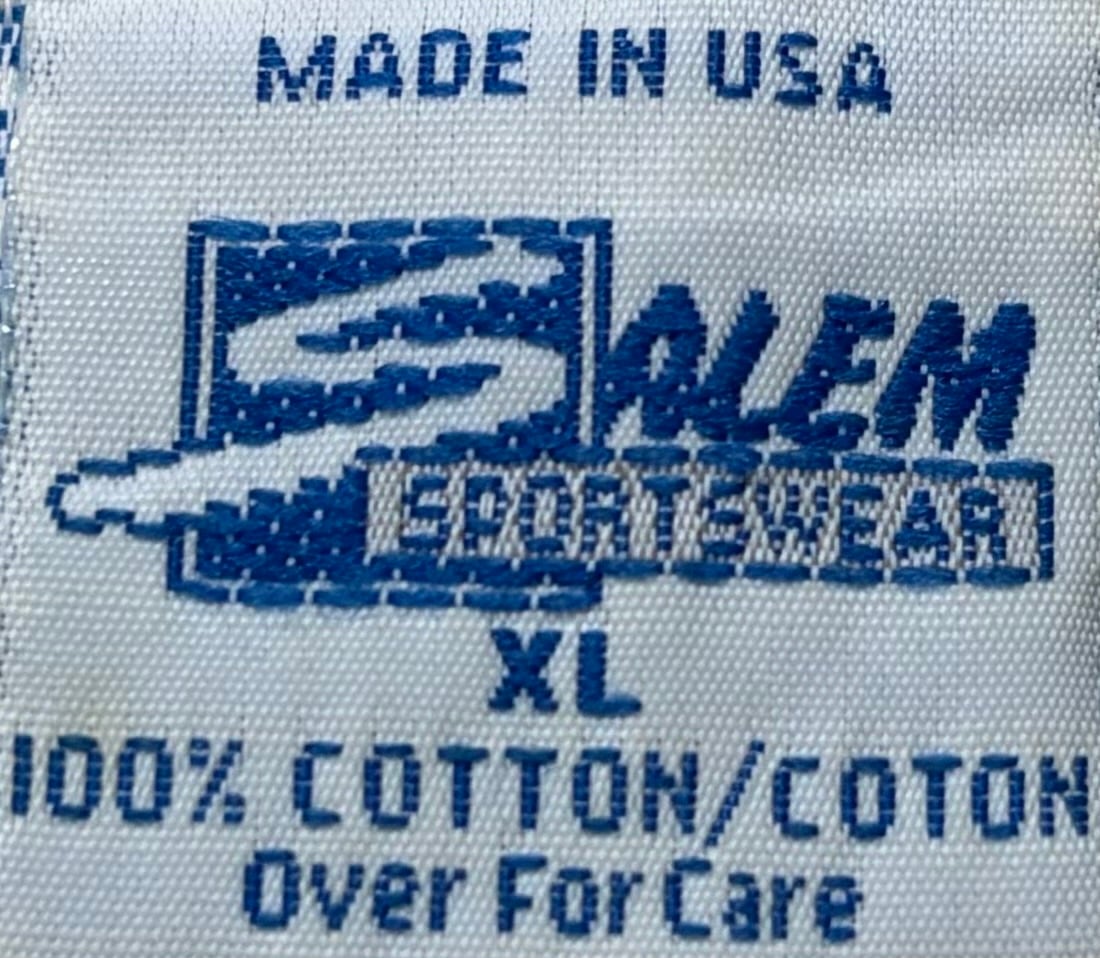 MADE IN USA
SALEM
SPORTSWEAR
XL
100% COTTON/COTON
Over For Care